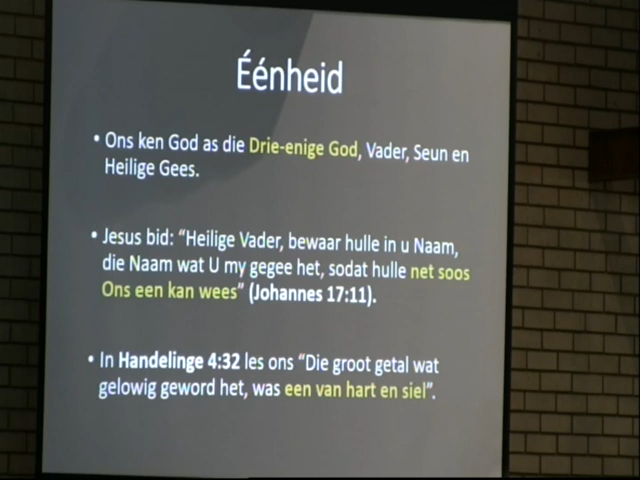 Éénheid
• Ons ken God as die Drie-enige God, Vader, Seun en
Heilige Gees.
• Jesus bid: “Heilige Vader, bewaar hulle in u Naam,
die Naam wat U my gegee het, sodat hulle net soos
Ons een kan wees” (Johannes 17:11).
• In Handelinge 4:32 les ons “Die groot getal wat
gelowig geword het, was een van hart en siel”.